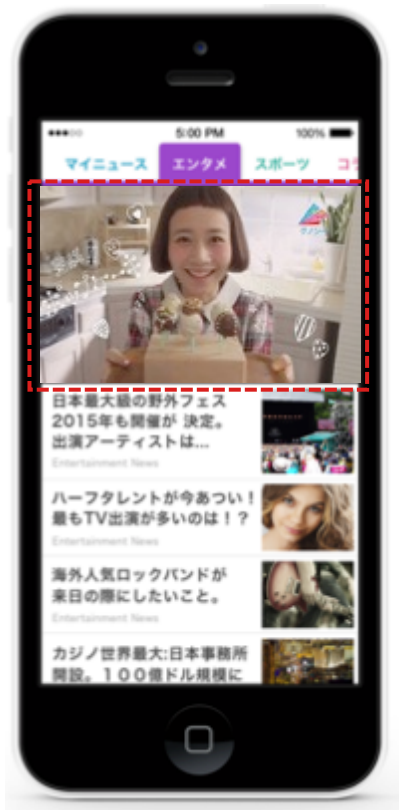 5:00 PM
100%
マイニュース
エンタメ
スポーツ
コラ
グノシー
日本最大級の野外フェス
2015年も開催が 決定。
出演アーティストは...
Entertainment News
ハーフタレントが今あつい！
最もTV出演が多いのは！？
Entertainment News
海外人気ロックバンドが
来日の際にしたいこと。
Entertainment News
カジノ世界最大:日本事務所
開設。１００億ドル規模に